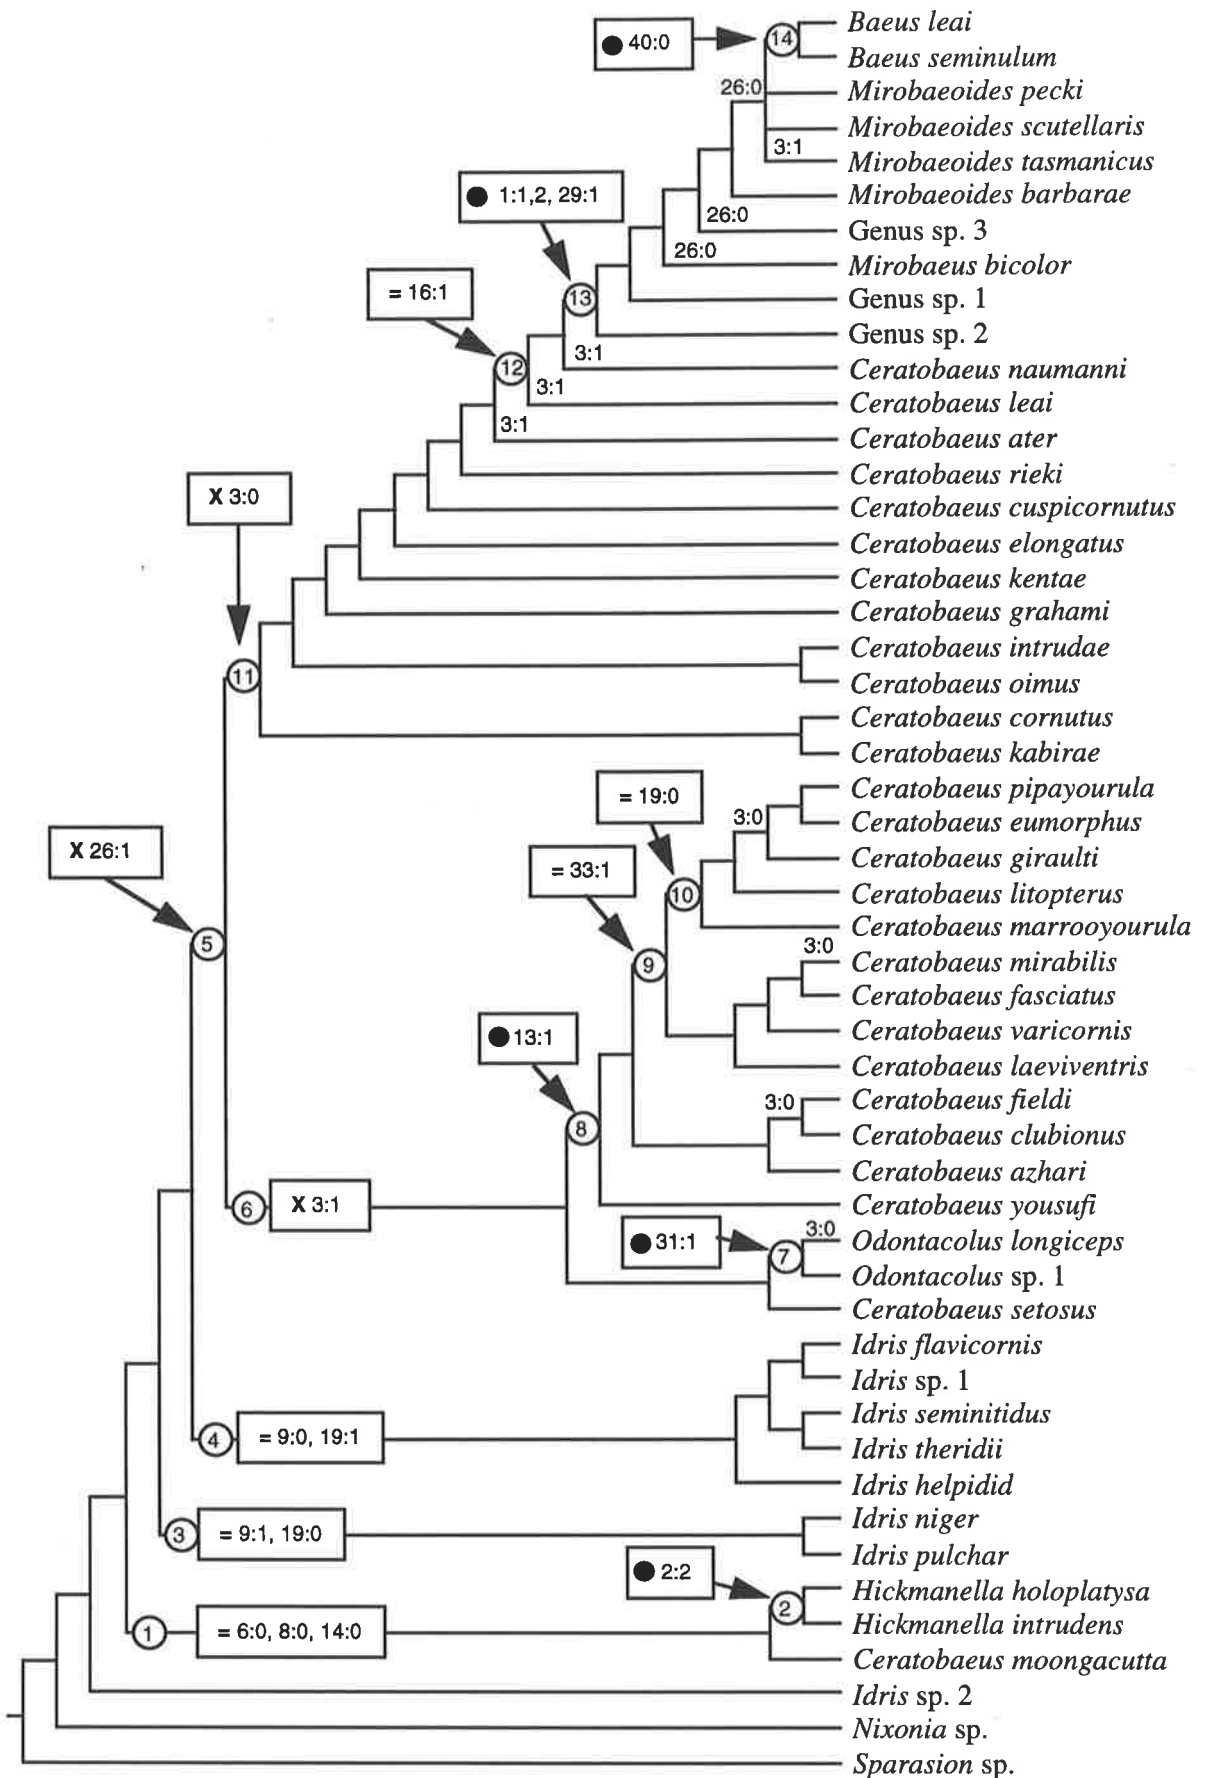 Baeus leai
40:0
14
Baeus seminulum
26:0
Mirobaeoides pecki
Mirobaeoides scutellaris
3:1
Mirobaeoides tasmanicus
1:1,2, 29:1
Mirobaeoides barbarae
26:0
Genus sp. 3
26:0
Mirobaeus bicolor
= 16:1
13
Genus sp. 1
Genus sp. 2
3:1
12
Ceratobaeus naumanni
3:1
Ceratobaeus leai
3:1
Ceratobaeus ater
Ceratobaeus rieki
X 3:0
Ceratobaeus cuspicornutus
Ceratobaeus elongatus
Ceratobaeus kentae
Ceratobaeus grahami
Ceratobaeus intrudae
11
Ceratobaeus oimus
Ceratobaeus cornutus
Ceratobaeus kabirae
Ceratobaeus pipayourula
= 19:0
3:0
Ceratobaeus eumorphus
X 26:1
Ceratobaeus giraulti
= 33:1
10
Ceratobaeus litopterus
Ceratobaeus marrooyourula
5
3:0
9
Ceratobaeus mirabilis
Ceratobaeus fasciatus
13:1
Ceratobaeus varicornis
Ceratobaeus laeviventris
3:0
Ceratobaeus fieldi
8
Ceratobaeus clubionus
Ceratobaeus azhari
6
X 3:1
Ceratobaeus yousufi
3:0
31:1
7
Odontacolus longiceps
Odontacolus sp. 1
Ceratobaeus setosus
Idris flavicornis
Idris sp. 1
Idris seminitidus
4
= 9:0, 19:1
Idris theridii
Idris helpidid
Idris niger
3
= 9:1, 19:0
Idris pulchar
2:2
Hickmanella holoplatysa
2
Hickmanella intrudens
1
= 6:0, 8:0, 14:0
Ceratobaeus moongacutta
Idris sp. 2
Nixonia sp.
Sparasion sp.